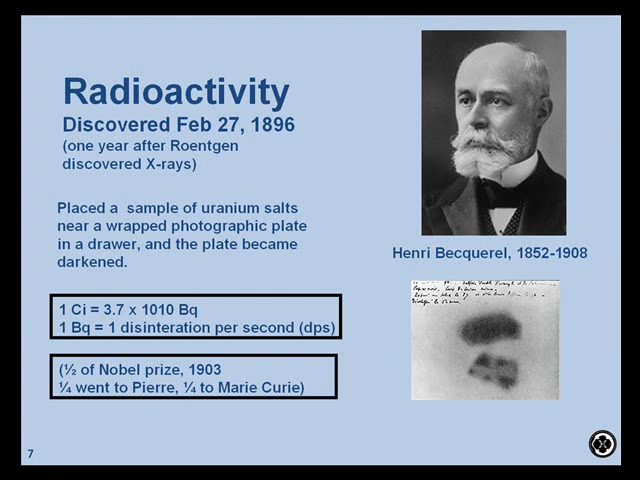 Radioactivity
Discovered Feb 27, 1896
(one year after Roentgen
discovered X-rays)
Placed a sample of uranium salts
near a wrapped photographic plate
in a drawer, and the plate became
darkened.
Henri Becquerel, 1852-1908
1 Ci = 3.7 x 1010 Bq
1 Bq = 1 disinteration per second (dps)
(½ of Nobel prize, 1903
¼ went to Pierre, ¼ to Marie Curie)
7